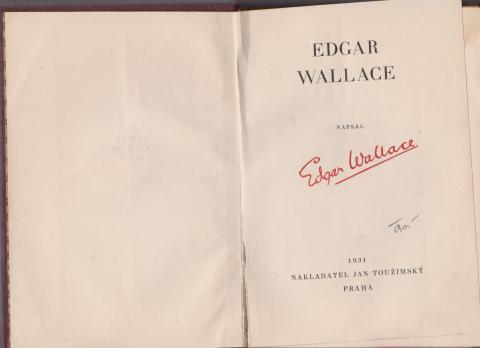 EDGAR
WALLACE
NAPSAL
Edgar Wallace
1931
NAKLADATEL JAN TOUŽIMSKÝ
PRAHA